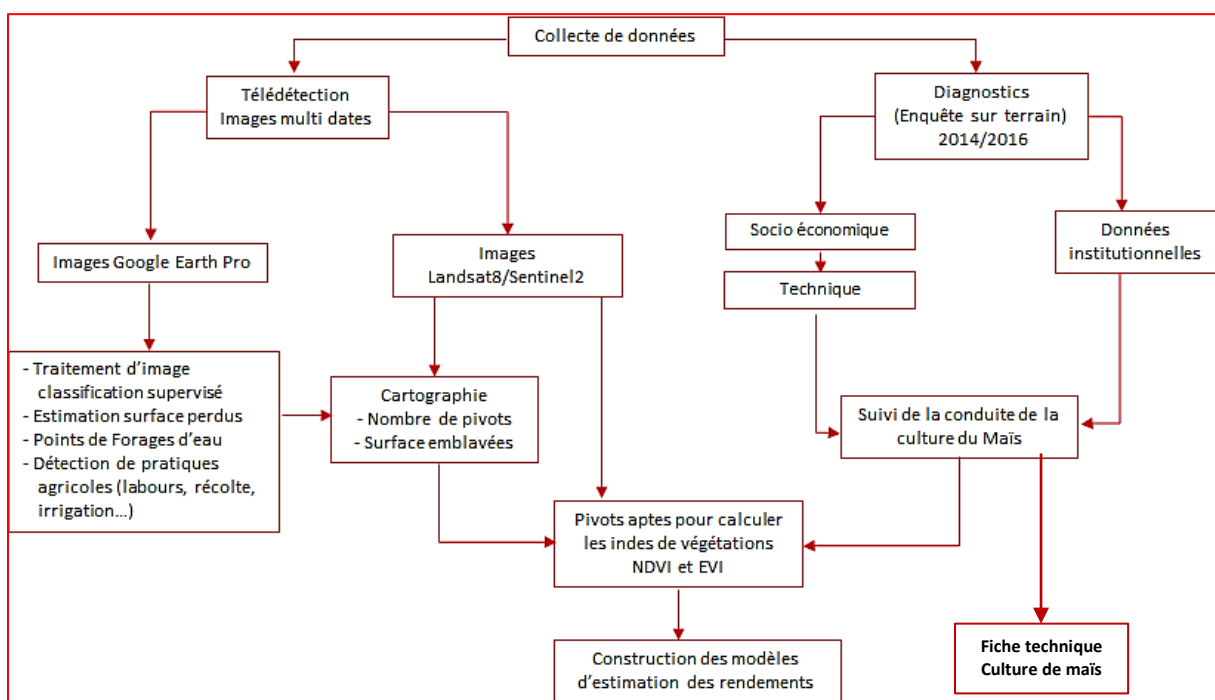 Collecte de données
Télédétection
Images multi dates
Diagnostics
(Enquête sur terrain)
2014/2016
Images Google Earth Pro
Images
Landsat8/Sentinel2
Socio économique
Technique
Données
institutionnelles
- Traitement d'image
classification supervisé
- Estimation surface perdus
- Points de Forages d'eau
- Détection de pratiques
agricoles (labours, récolte,
irrigation...)
Cartographie
- Nombre de pivots
- Surface emblavées
Suivi de la conduite de la
culture du Maïs
Pivots aptes pour calculer
les indes de végétations
NDVI et EVI
Construction des modèles
d'estimation des rendements
Fiche technique
Culture de maïs